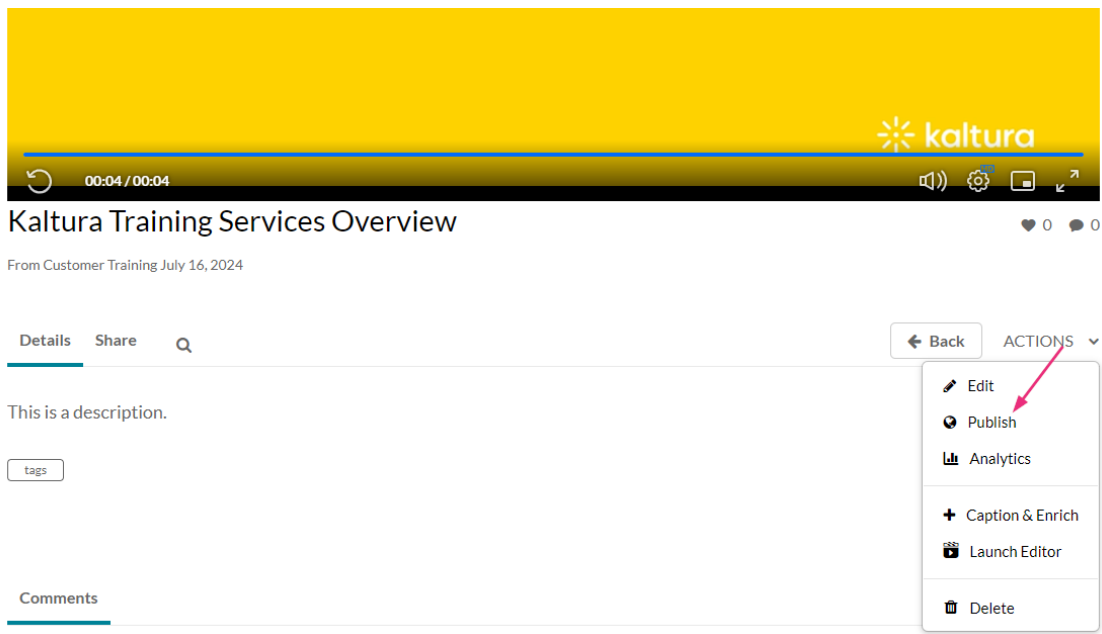 kaltura
00:04 / 00:04
Kaltura Training Services Overview
0 0
From Customer Training July 16, 2024
Details Share
Back ACTIONS
Edit
This is a description.
Publish
Analytics
tags
Caption & Enrich
Launch Editor
Comments
Delete